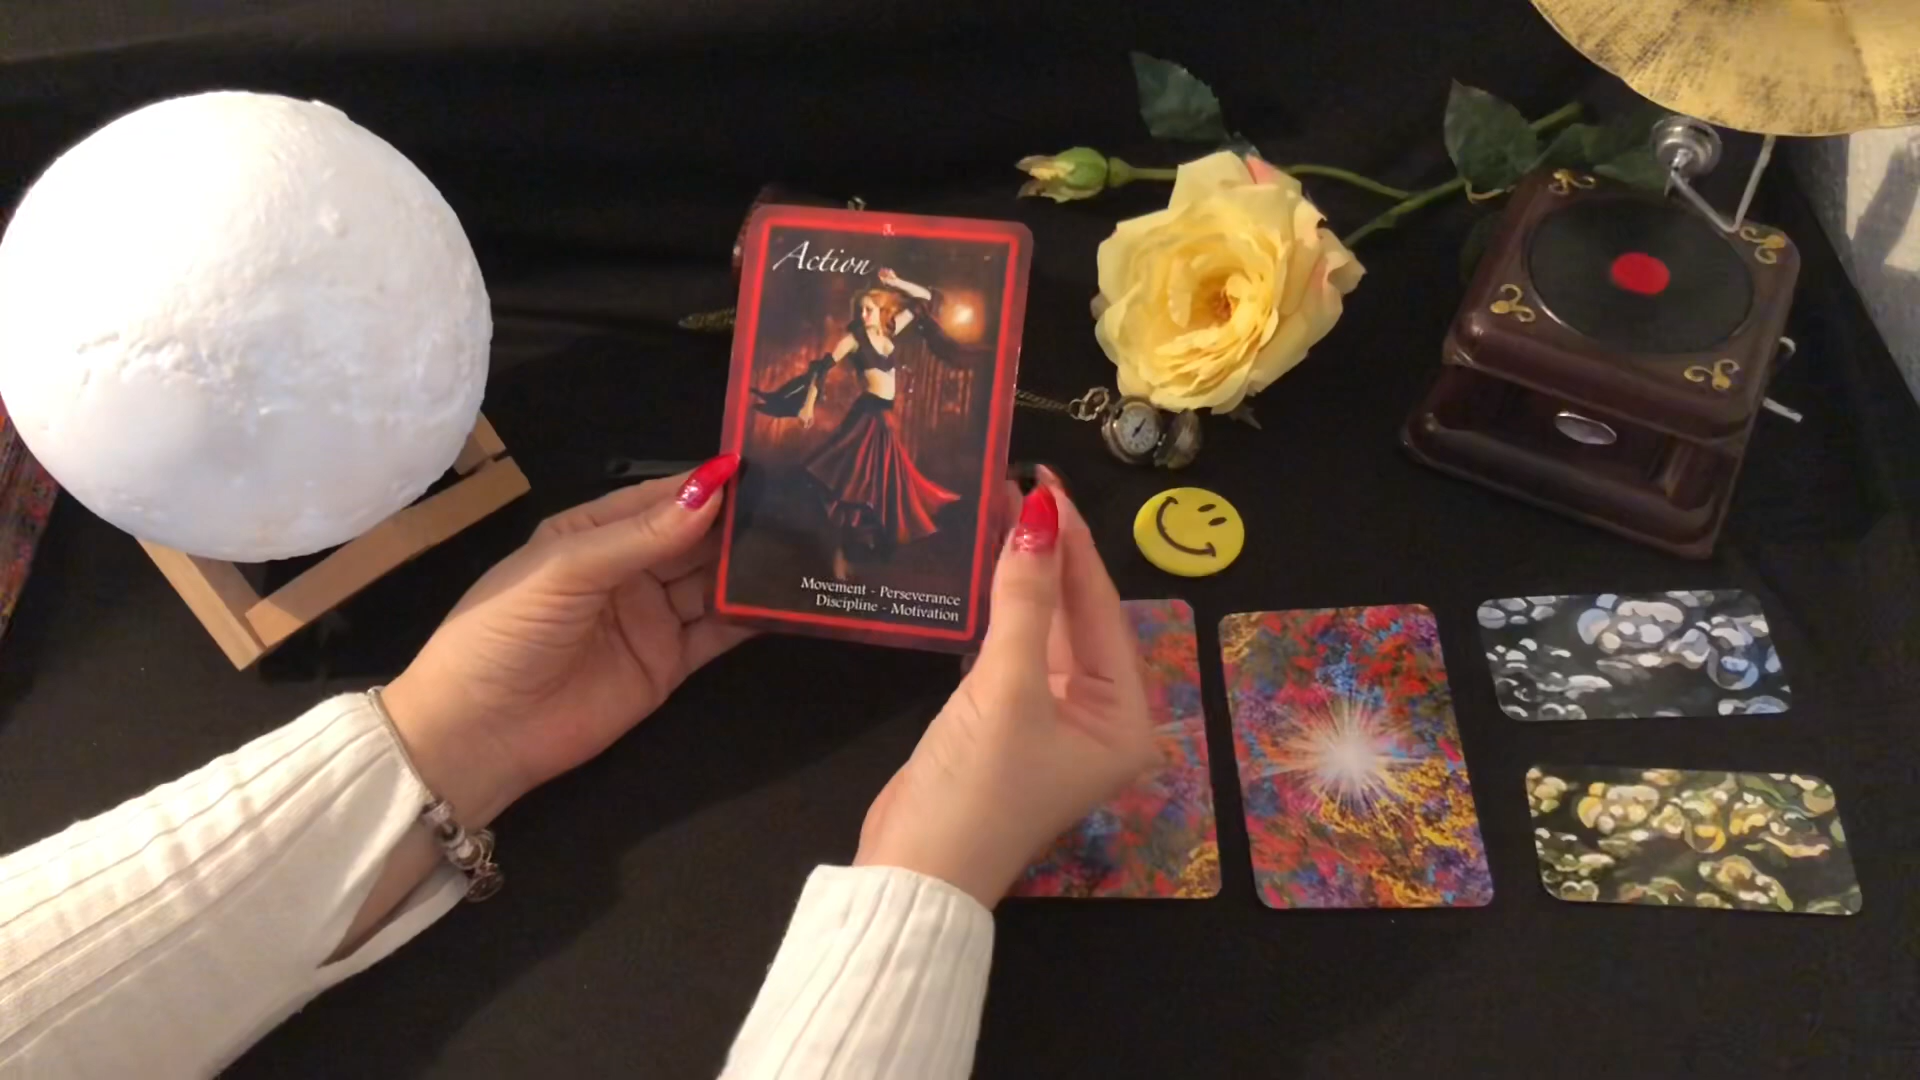 Action
Movement - Perseverance
Discipline - Motivation